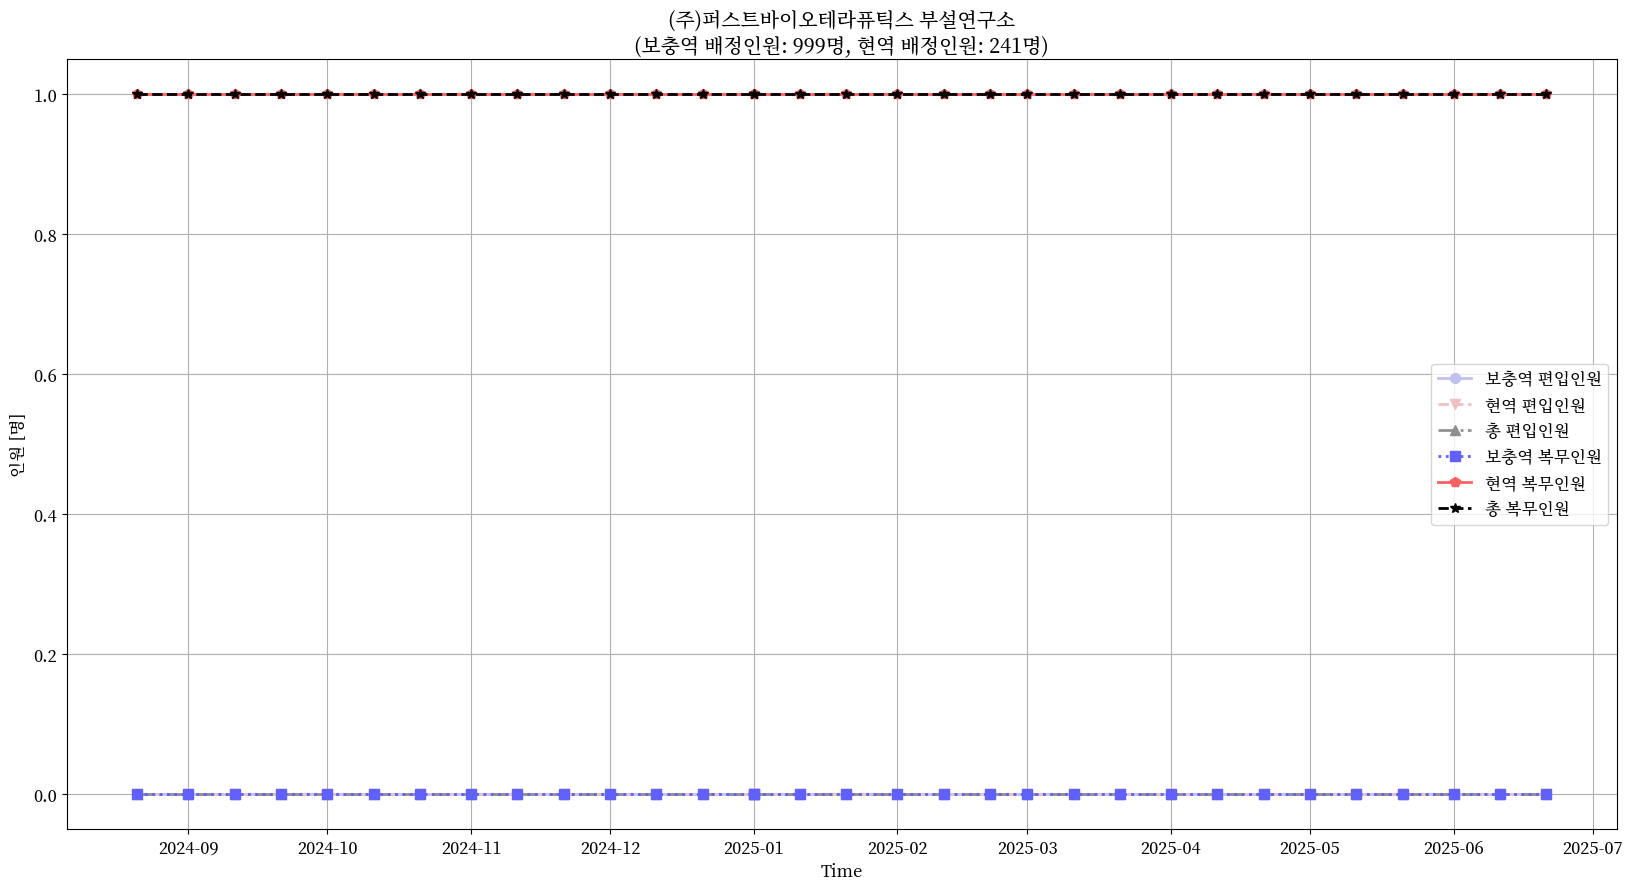 (주)퍼스트바이오테라퓨틱스 부설연구소
(보충역 배정인원: 999명, 현역 배정인원: 241명)
1.0
0.8
0.6
0.4
0.2
0.0
인원 [명]
보충역 편입인원
현역 편입인원
총 편입인원
보충역 복무인원
현역 복무인원
총 복무인원
2024-09
2024-10
2024-11
2024-12
2025-01
2025-02
2025-03
2025-04
2025-05
2025-06
2025-07
Time